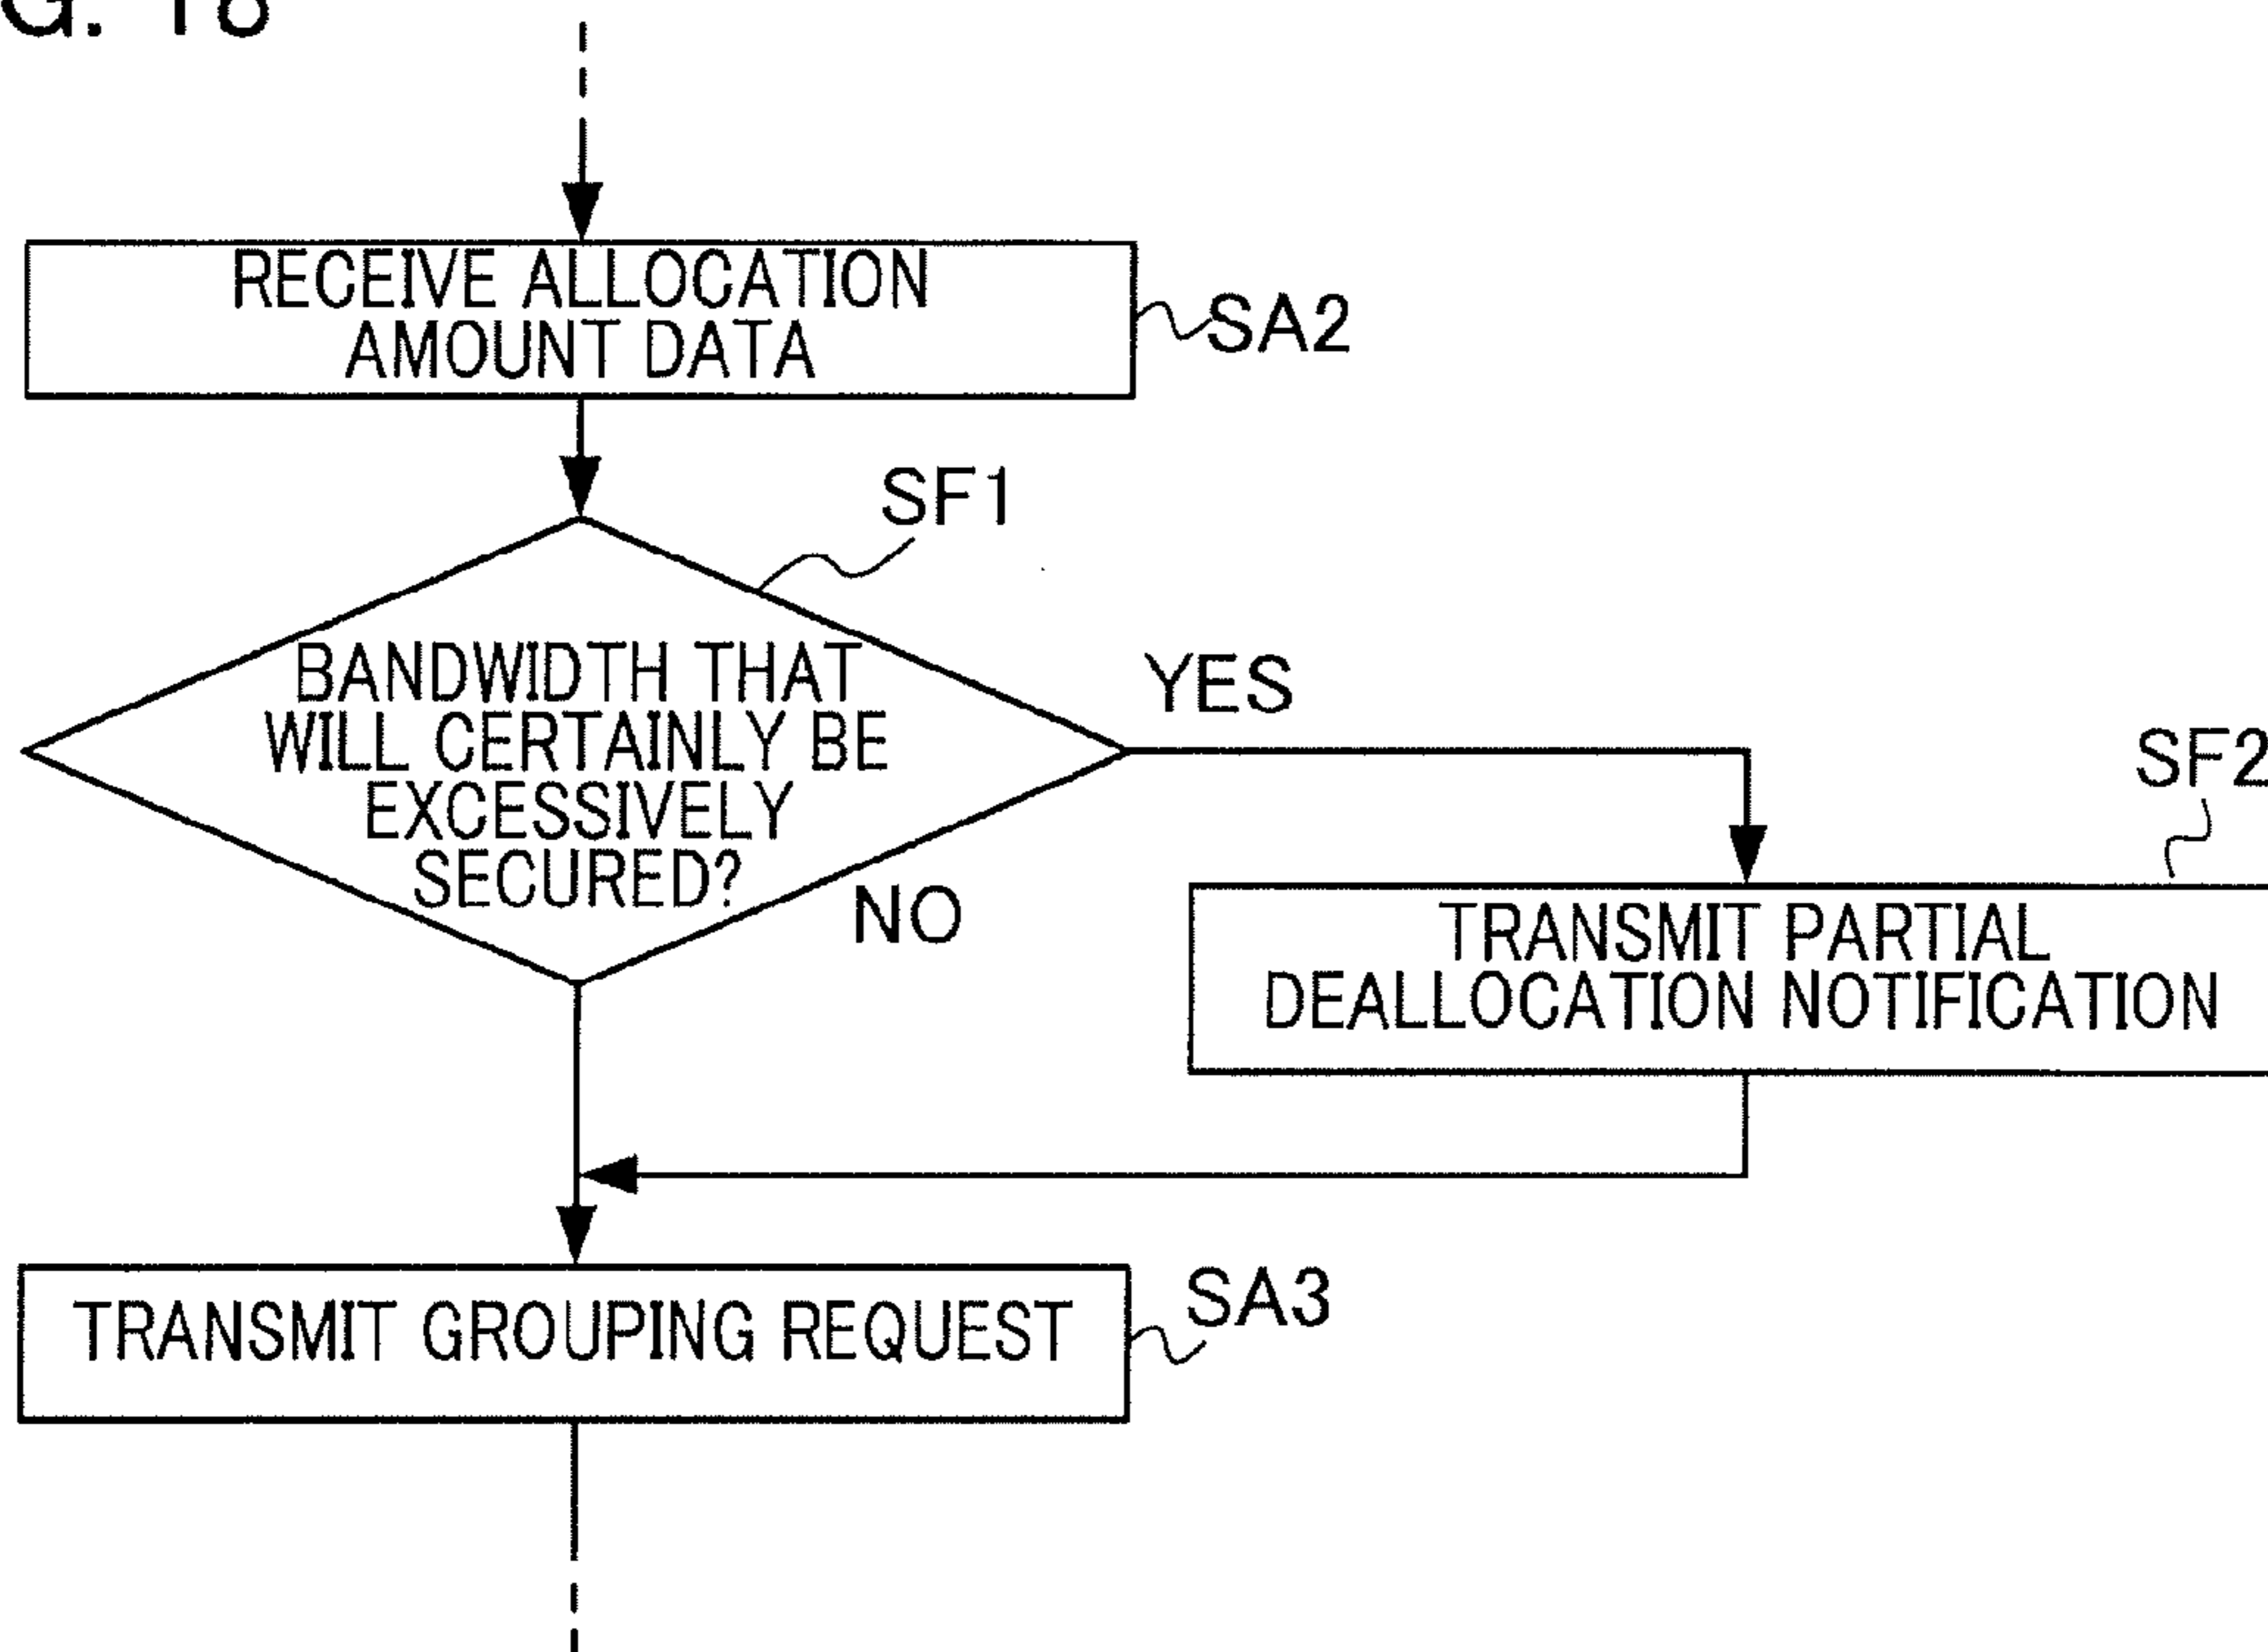 G. 18
RECEIVE ALLOCATION
AMOUNT DATA
SA2
SF1
BANDWIDTH THAT
WILL CERTAINLY BE
EXCESSIVELY
SECURED?
YES
NO
SF2
TRANSMIT PARTIAL
DEALLOCATION NOTIFICATION
TRANSMIT GROUPING REQUEST
SA3